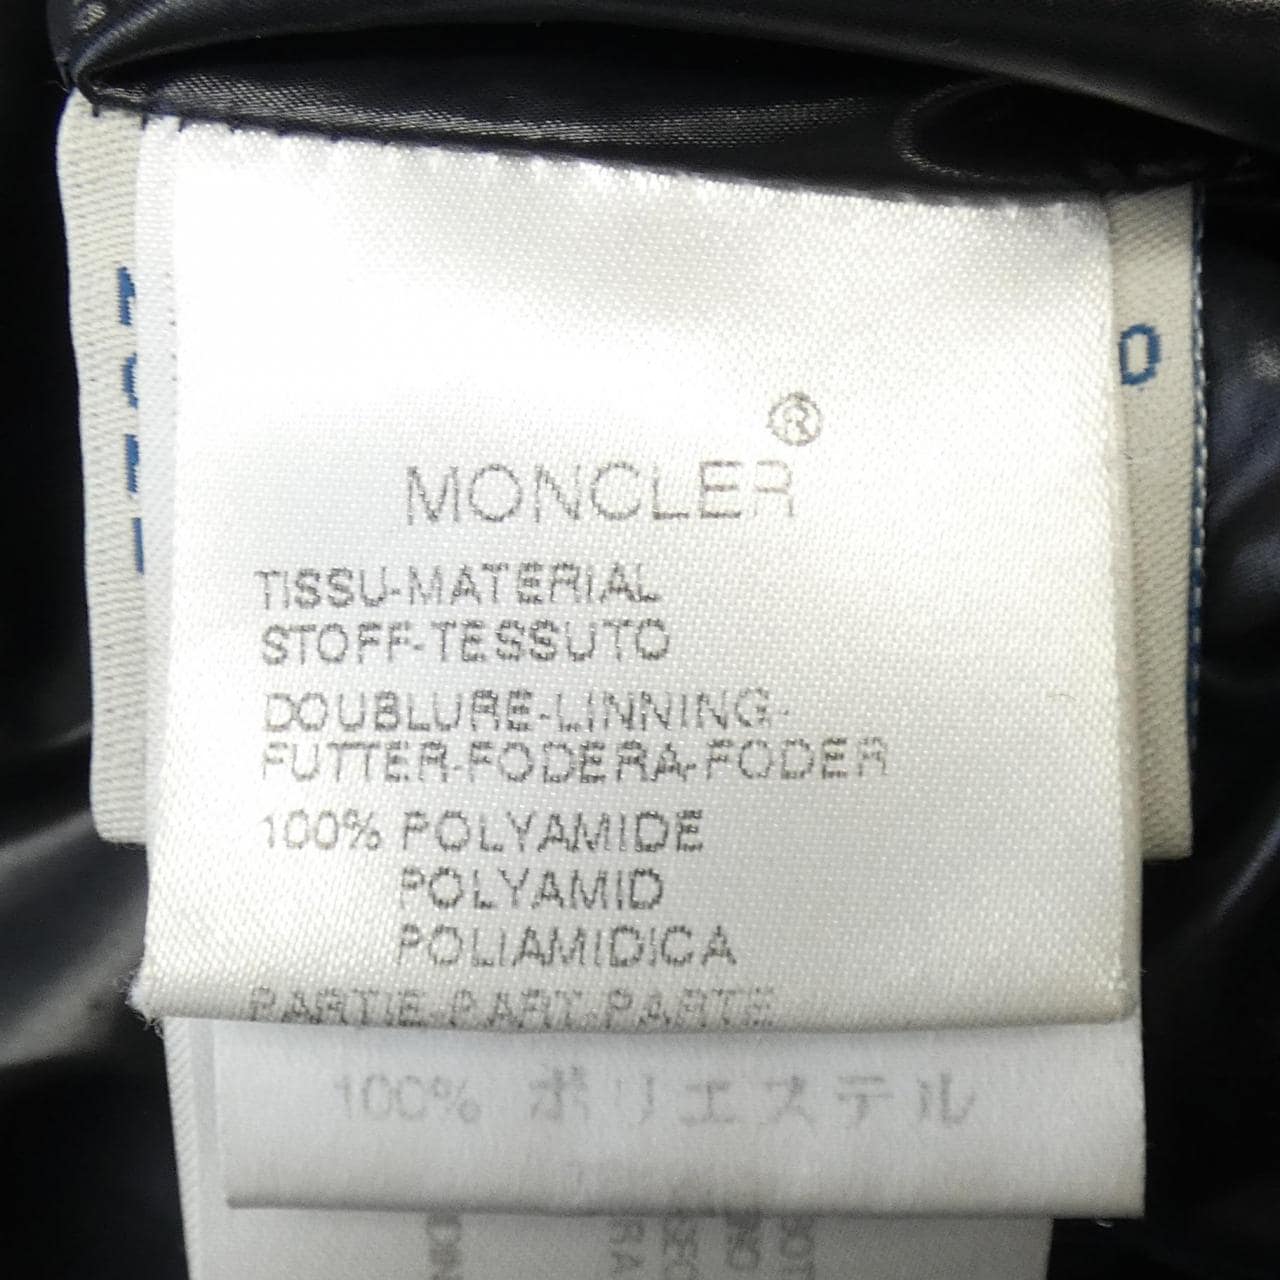 MONCLER®
TISSU-MATERIAL
STOFF-TESSUTO
DOUBLURE-LINNING-
FUTTER-FODERA-FODER
100% POLYAMIDE
POLYAMID
POLIAMIDICA
PARTIE-PART-PARTE
100% ポリエステル